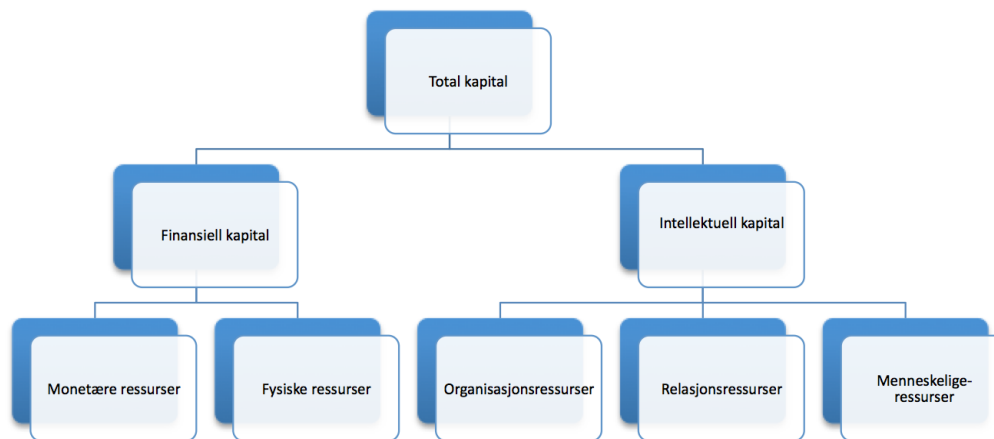 Total kapital
Finansiell kapital
Intellektuell kapital
Monetære ressurser
Fysiske ressurser
Organisasjonsressurser
Relasjonsressurser
Menneskelige-
ressurser